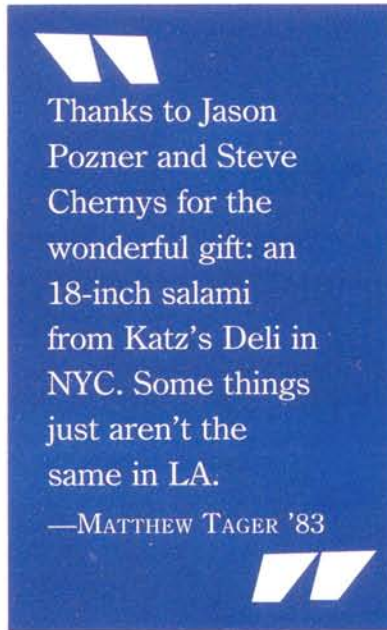 Thanks to Jason
Pozner and Steve
Chernys for the
wonderful gift: an
18-inch salami
from Katz's Deli in
NYC. Some things
just aren't the
same in LA.
—MATTHEW TAGER '83